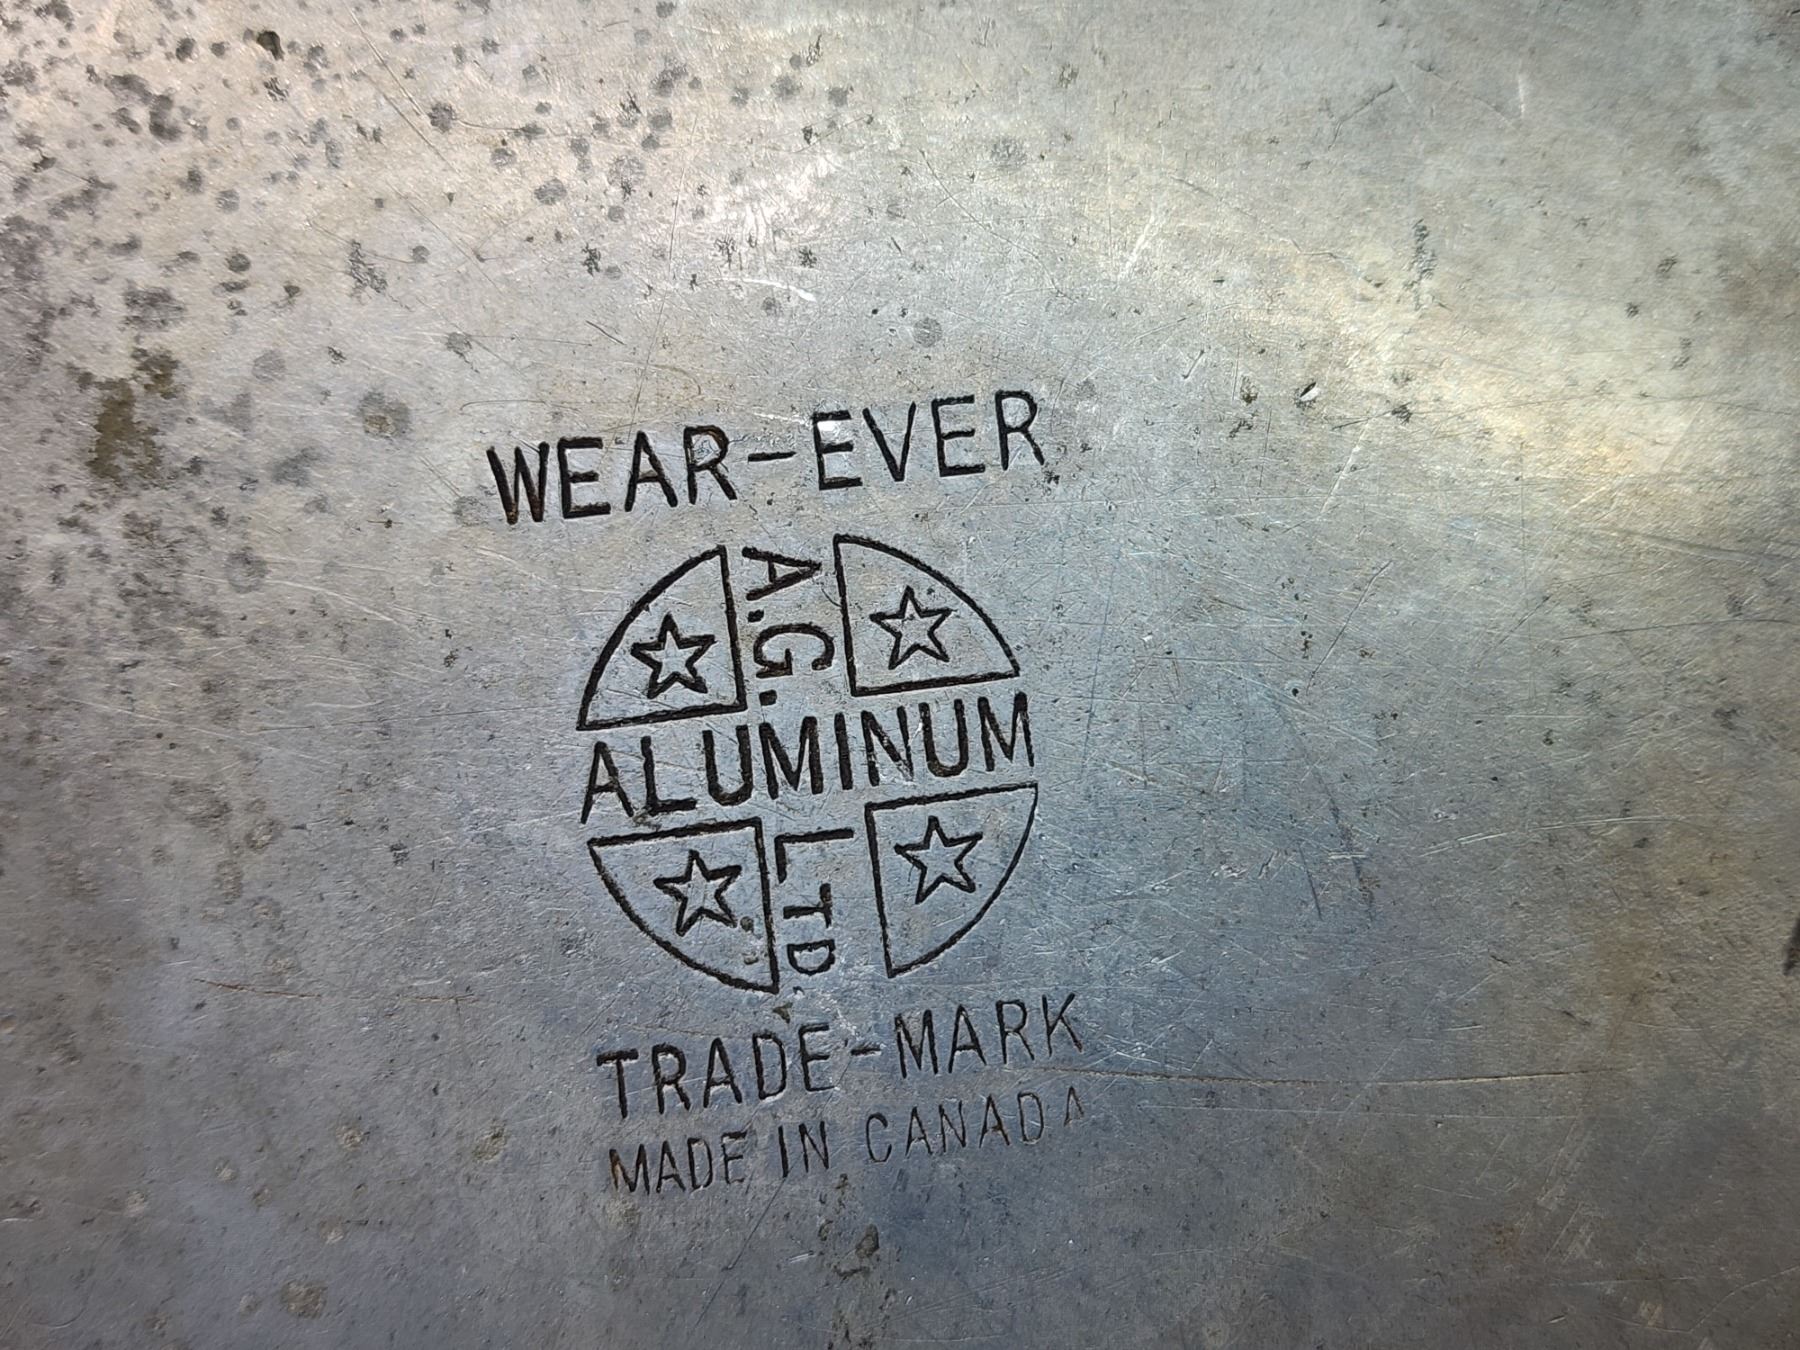 WEAR-EVER
A.G.
ALUMINUM
LTD.
TRADE-MARK
MADE IN CANADA